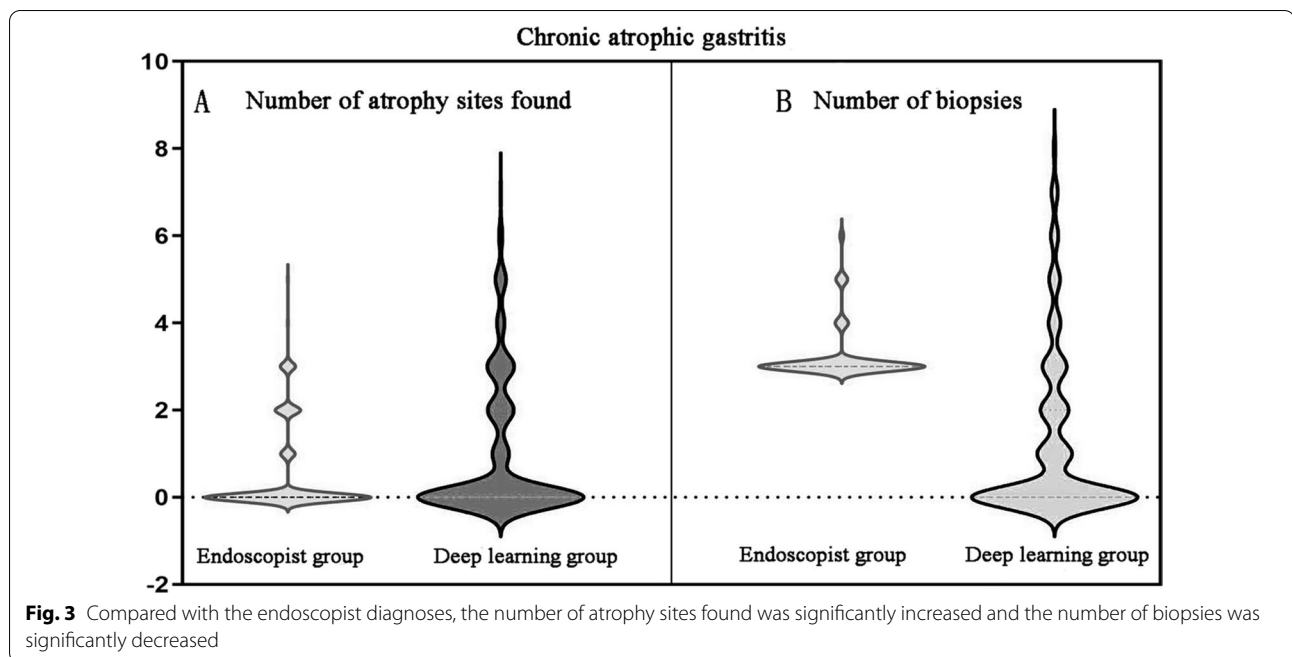 Chronic atrophic gastritis
10
8
6
4
2
0
-2
A Number of atrophy sites found
B Number of biopsies
Endoscopist group
Deep learning group
Endoscopist group
Deep learning group
Fig. 3 Compared with the endoscopist diagnoses, the number of atrophy sites found was significantly increased and the number of biopsies was
significantly decreased